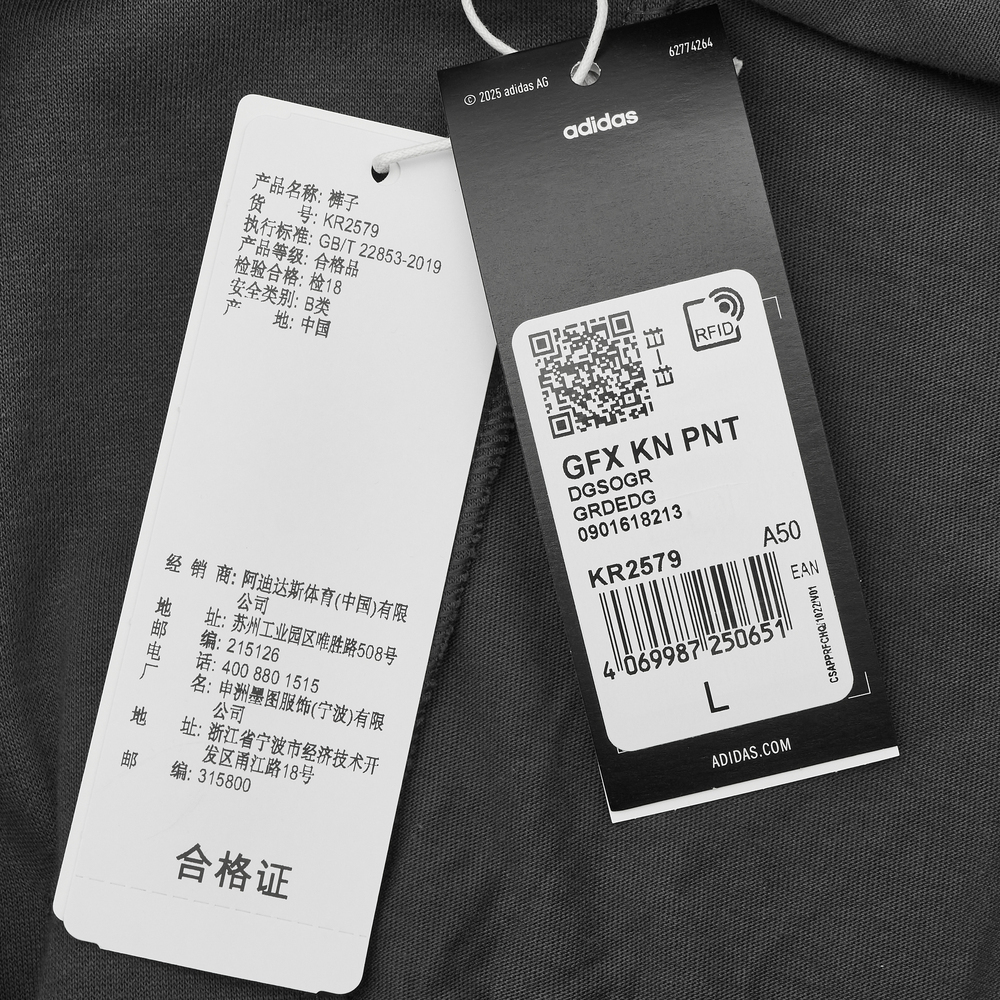 产品名称: 裤子
货 号: KR2579
执行标准: GB/T 22853-2019
产品等级: 合格品
检验合格: 检18
安全类别: B类
产 地: 中国
经 销 商: 阿迪达斯体育(中国)有限
公司
地 址: 苏州工业园区唯胜路508号
邮 编: 215126
电 话: 400 880 1515
厂 名: 申洲墨图服饰(宁波)有限
公司
地 址: 浙江省宁波市经济技术开
发区甬江路18号
邮 编: 315800
合格证
© 2025 adidas AG
62774264
adidas
扫一扫
RFID
GFX KN PNT
DGSOGR
GRDEDG
0901618213
A50
KR2579
EAN
4 069987 250651
CSAPPRFCHQ/1022/V01
L
ADIDAS.COM